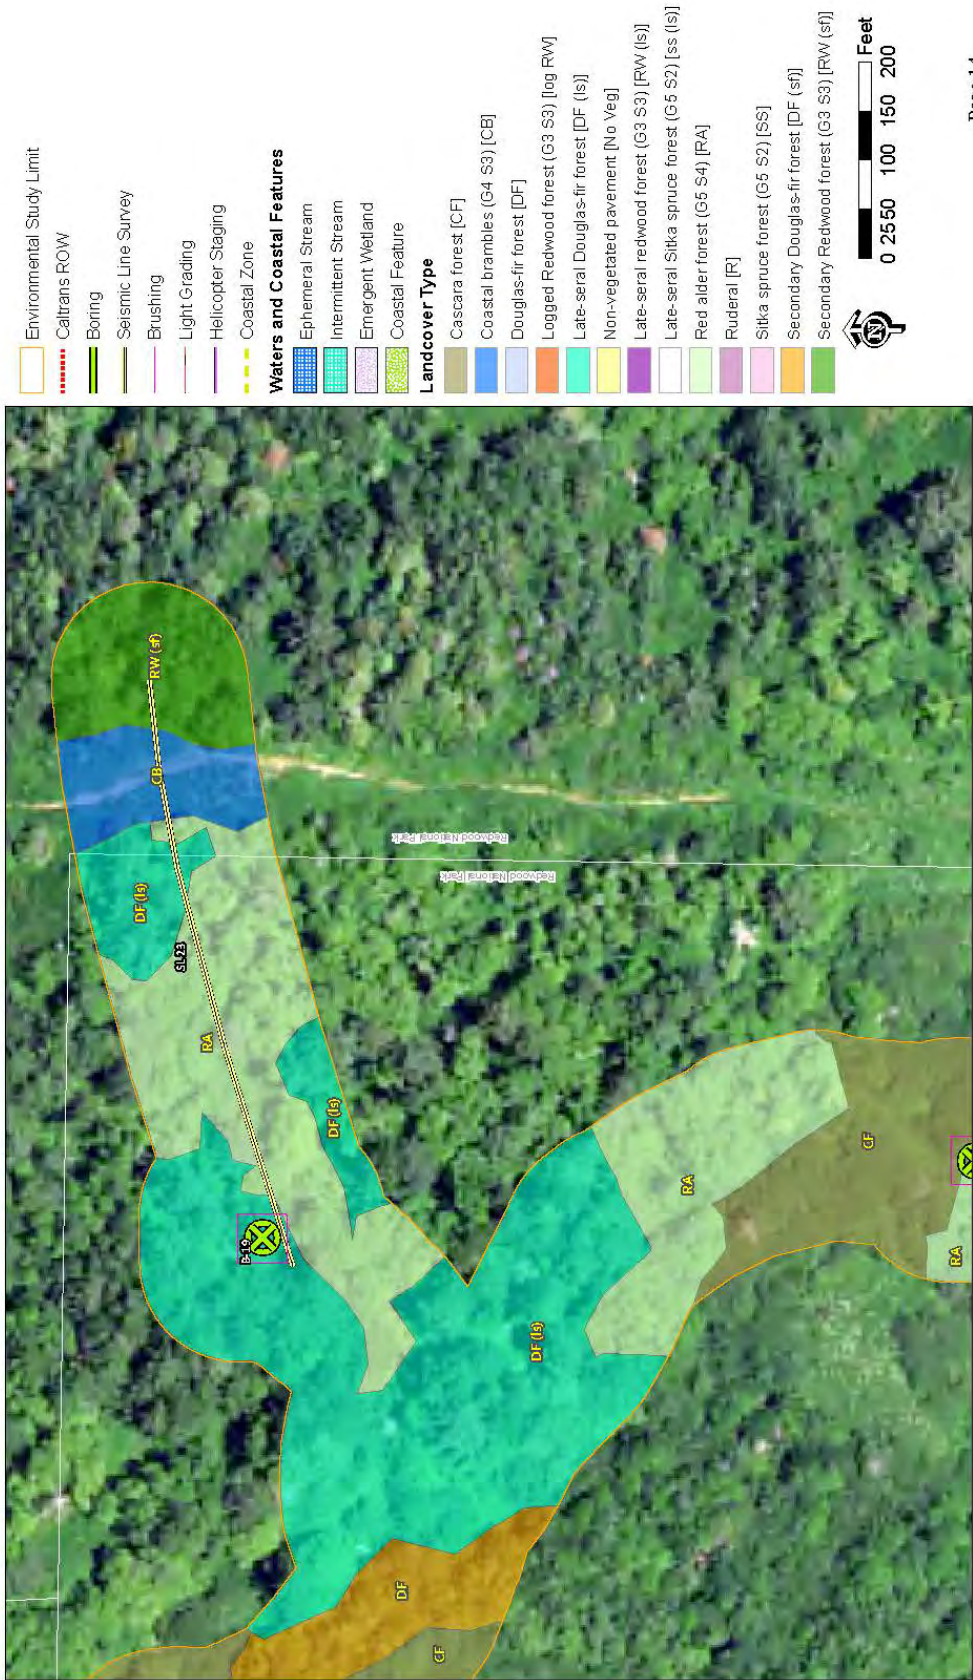 Environmental Study Limit
Caltrans ROW
Boring
Seismic Line Survey
Brushing
Light Grading
Helicopter Staging
Coastal Zone
Waters and Coastal Features
Ephemeral Stream
Intermittent Stream
Emergent Wetland
Coastal Feature
Landcover Type
Cascara forest [CF]
Coastal brambles (G4 S3) [CB]
Douglas-fir forest [DF]
Logged Redwood forest (G3 S3) [log RW]
Late-seral Douglas-fir forest [DF (ls)]
Non-vegetated pavement [No Veg]
Late-seral redwood forest (G3 S3) [RW (ls)]
Late-seral Sitka spruce forest (G5 S2) [ss (ls)]
Red alder forest (G5 S4) [RA]
Ruderal [R]
Sitka spruce forest (G5 S2) [SS]
Secondary Douglas-fir forest [DF (sf)]
Secondary Redwood forest (G3 S3) [RW (sf)]
N
0 25 50 100 150 200
Feet
RW (sf)
CB
DF (ls)
SL-23
RA
DF (ls)
B-19
Redwood National Park
Redwood National Park
DF (ls)
RA
CF
RA
DF
CF